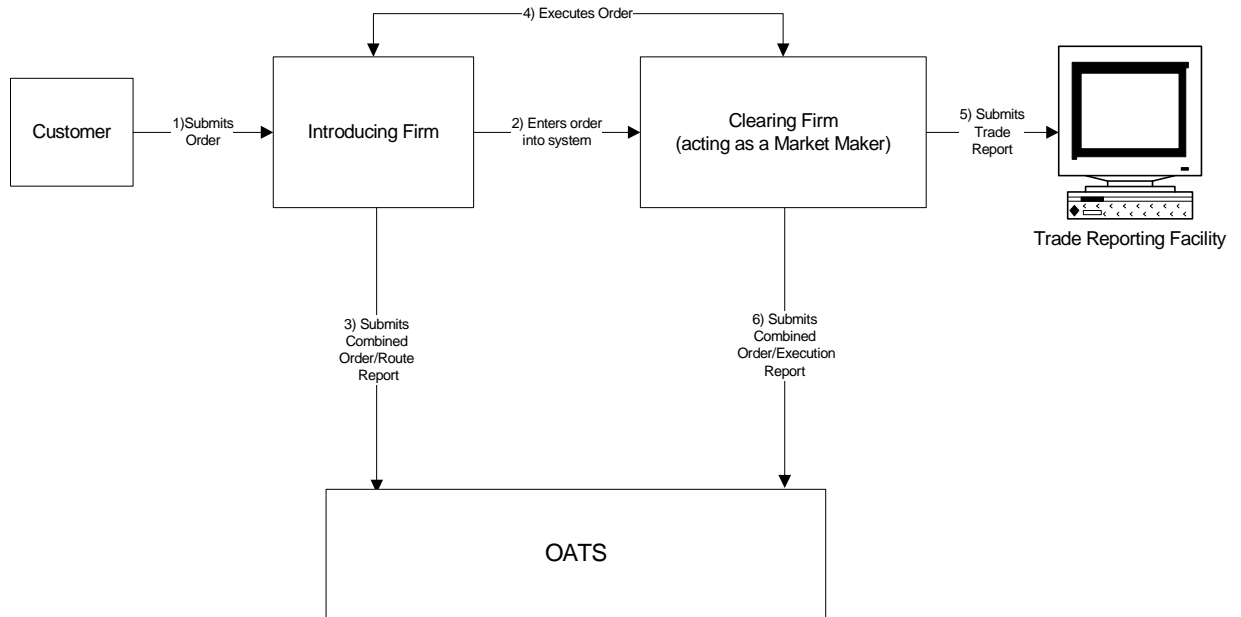 4) Executes Order
Customer
1)Submits
Order
Introducing Firm
2) Enters order
into system
Clearing Firm
(acting as a Market Maker)
5) Submits
Trade
Report
Trade Reporting Facility
3) Submits
Combined
Order/Route
Report
6) Submits
Combined
Order/Execution
Report
OATS